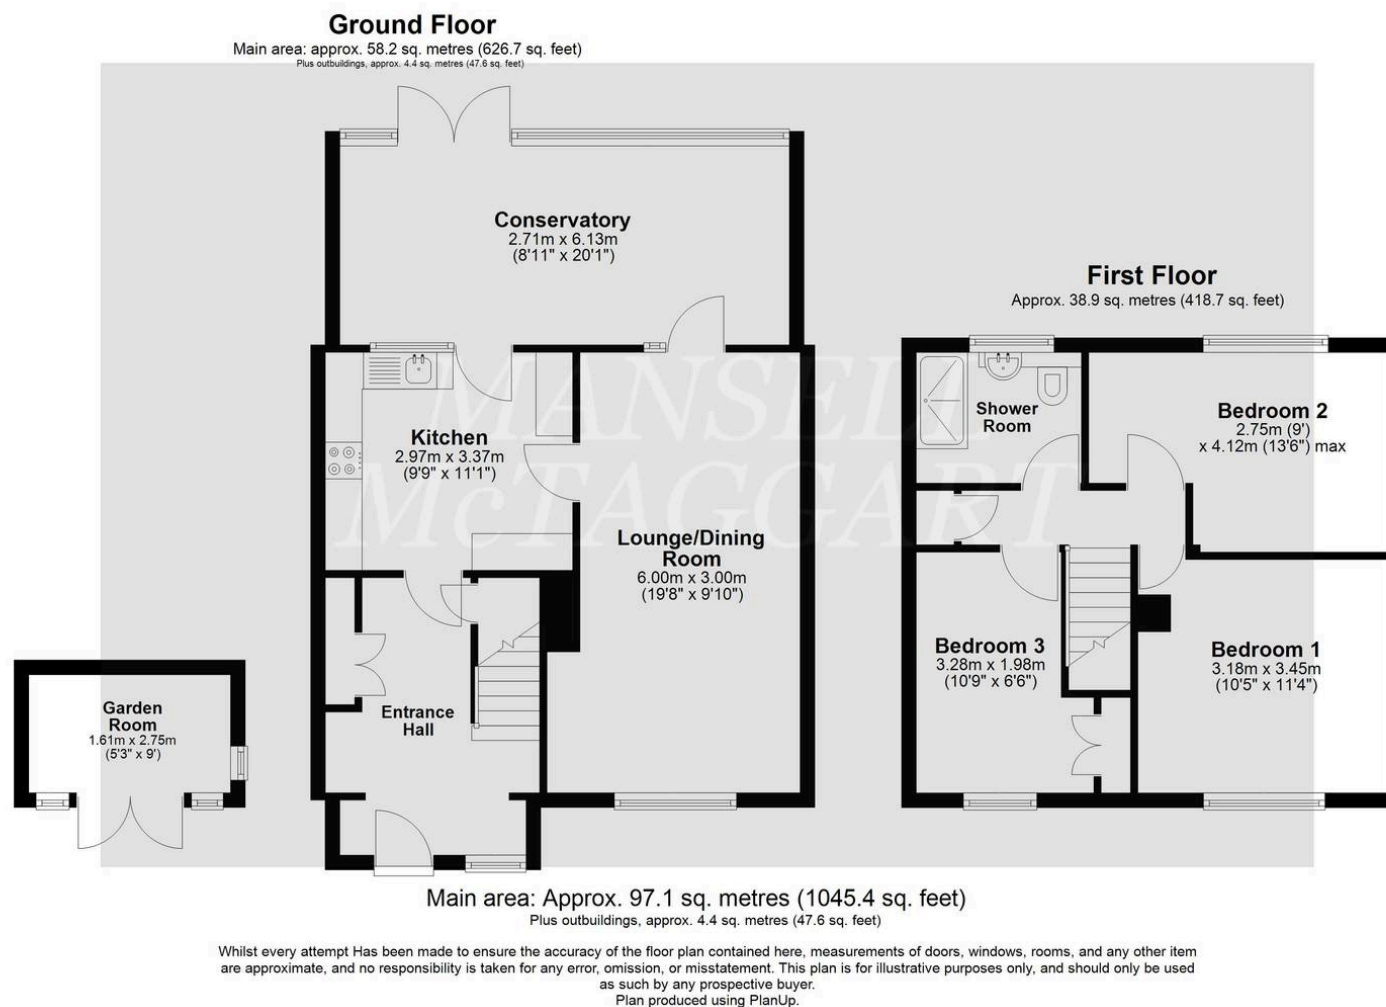 Ground Floor
Main area: approx. 58.2 sq. metres (626.7 sq. feet)
Plus outbuildings, approx. 4.4 sq. metres (47.6 sq. feet)
Conservatory
2.71m x 6.13m
(8'11" x 20'1")
First Floor
Approx. 38.9 sq. metres (418.7 sq. feet)
Kitchen
2.97m x 3.37m
(9'9" x 11'1")
Shower
Room
Bedroom 2
2.75m (9')
x 4.12m (13'6") max
MANSELL
McTAGGART
Lounge/Dining
Room
6.00m x 3.00m
(19'8" x 9'10")
Garden
Room
1.61m x 2.75m
(5'3" x 9')
Entrance
Hall
Bedroom 3
3.28m x 1.98m
(10'9" x 6'6")
Bedroom 1
3.18m x 3.45m
(10'5" x 11'4")
Main area: Approx. 97.1 sq. metres (1045.4 sq. feet)
Plus outbuildings, approx. 4.4 sq. metres (47.6 sq. feet)
Whilst every attempt Has been made to ensure the accuracy of the floor plan contained here, measurements of doors, windows, rooms, and any other item
are approximate, and no responsibility is taken for any error, omission, or misstatement. This plan is for illustrative purposes only, and should only be used
as such by any prospective buyer.
Plan produced using PlanUp.